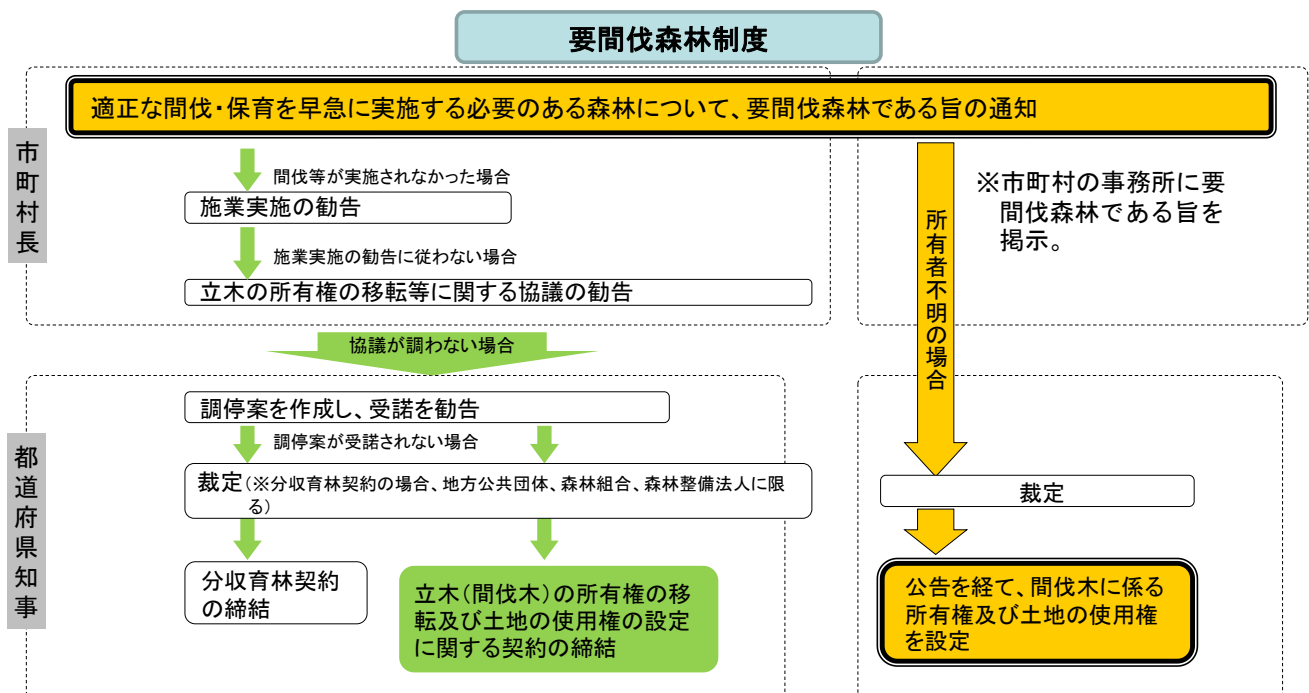 要間伐森林制度
適正な間伐・保育を早急に実施する必要のある森林について、要間伐森林である旨の通知
市町村長
間伐等が実施されなかった場合
施業実施の勧告
施業実施の勧告に従わない場合
立木の所有権の移転等に関する協議の勧告
所有者不明の場合
※市町村の事務所に要
間伐森林である旨を
掲示。
協議が調わない場合
都道府県知事
調停案を作成し、受諾を勧告
調停案が受諾されない場合
裁定(※分収育林契約の場合、地方公共団体、森林組合、森林整備法人に限
る)
分収育林契約
の締結
立木(間伐木)の所有権の移
転及び土地の使用権の設定
に関する契約の締結
裁定
公告を経て、間伐木に係る
所有権及び土地の使用権
を設定